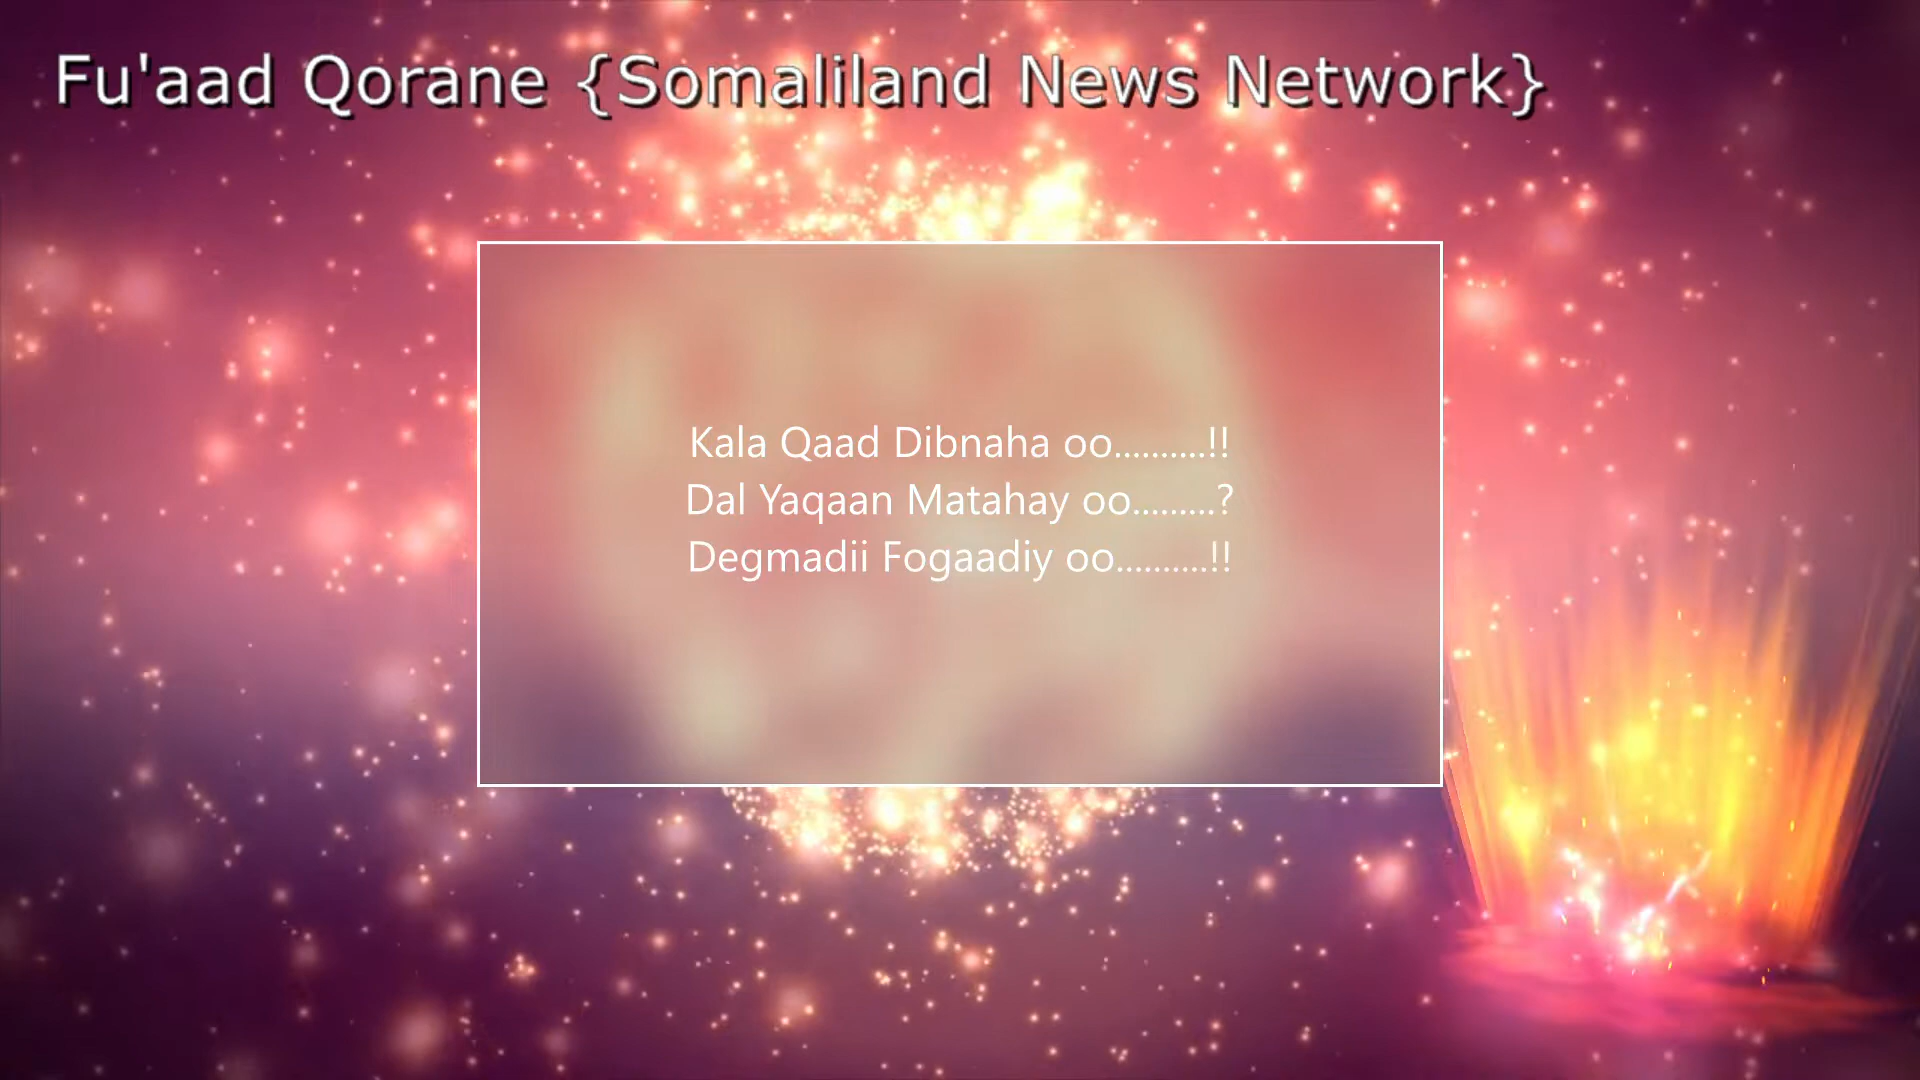 Fu'aad Qorane {Somaliland News Network}
Kala Qaad Dibnaha oo..........!!
Dal Yaqaan Matahay oo.........?
Degmadii Fogaadiy oo..........!!